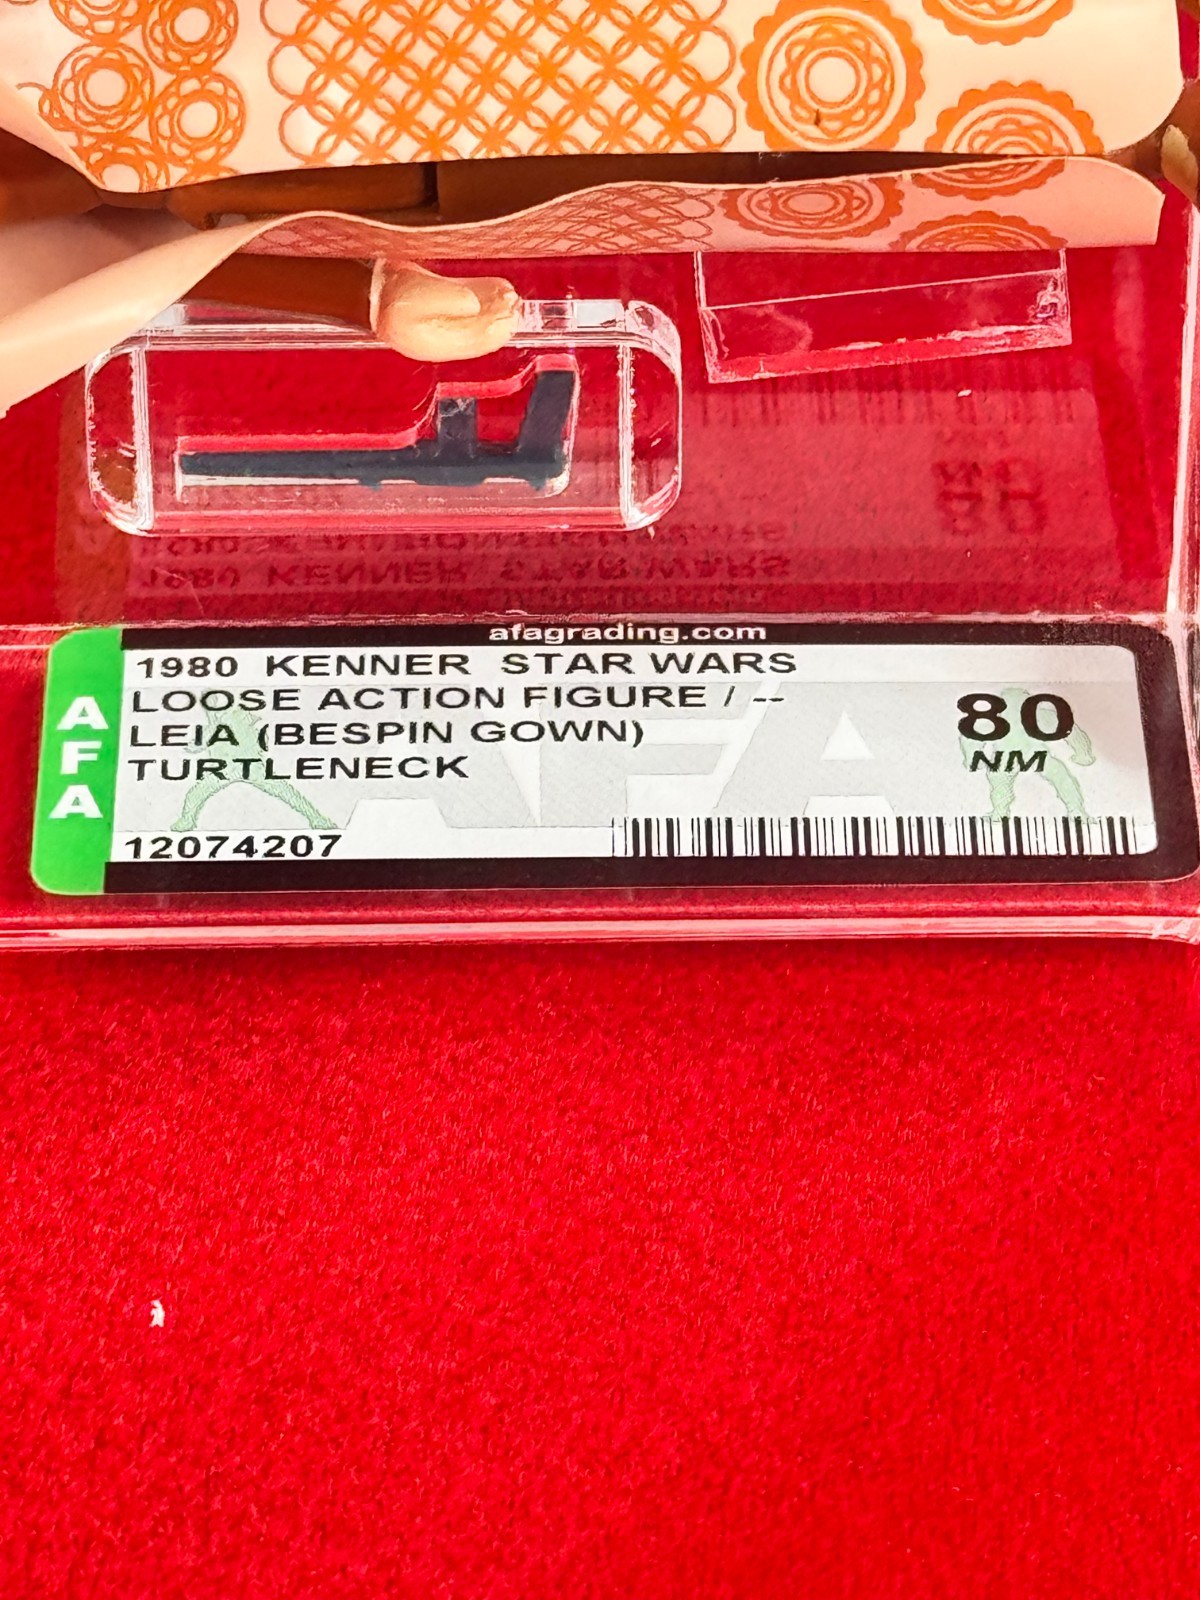 afagrading.com
1980 KENNER STAR WARS
LOOSE ACTION FIGURE / --
LEIA (BESPIN GOWN)
TURTLENECK
80
NM
12074207
AFA